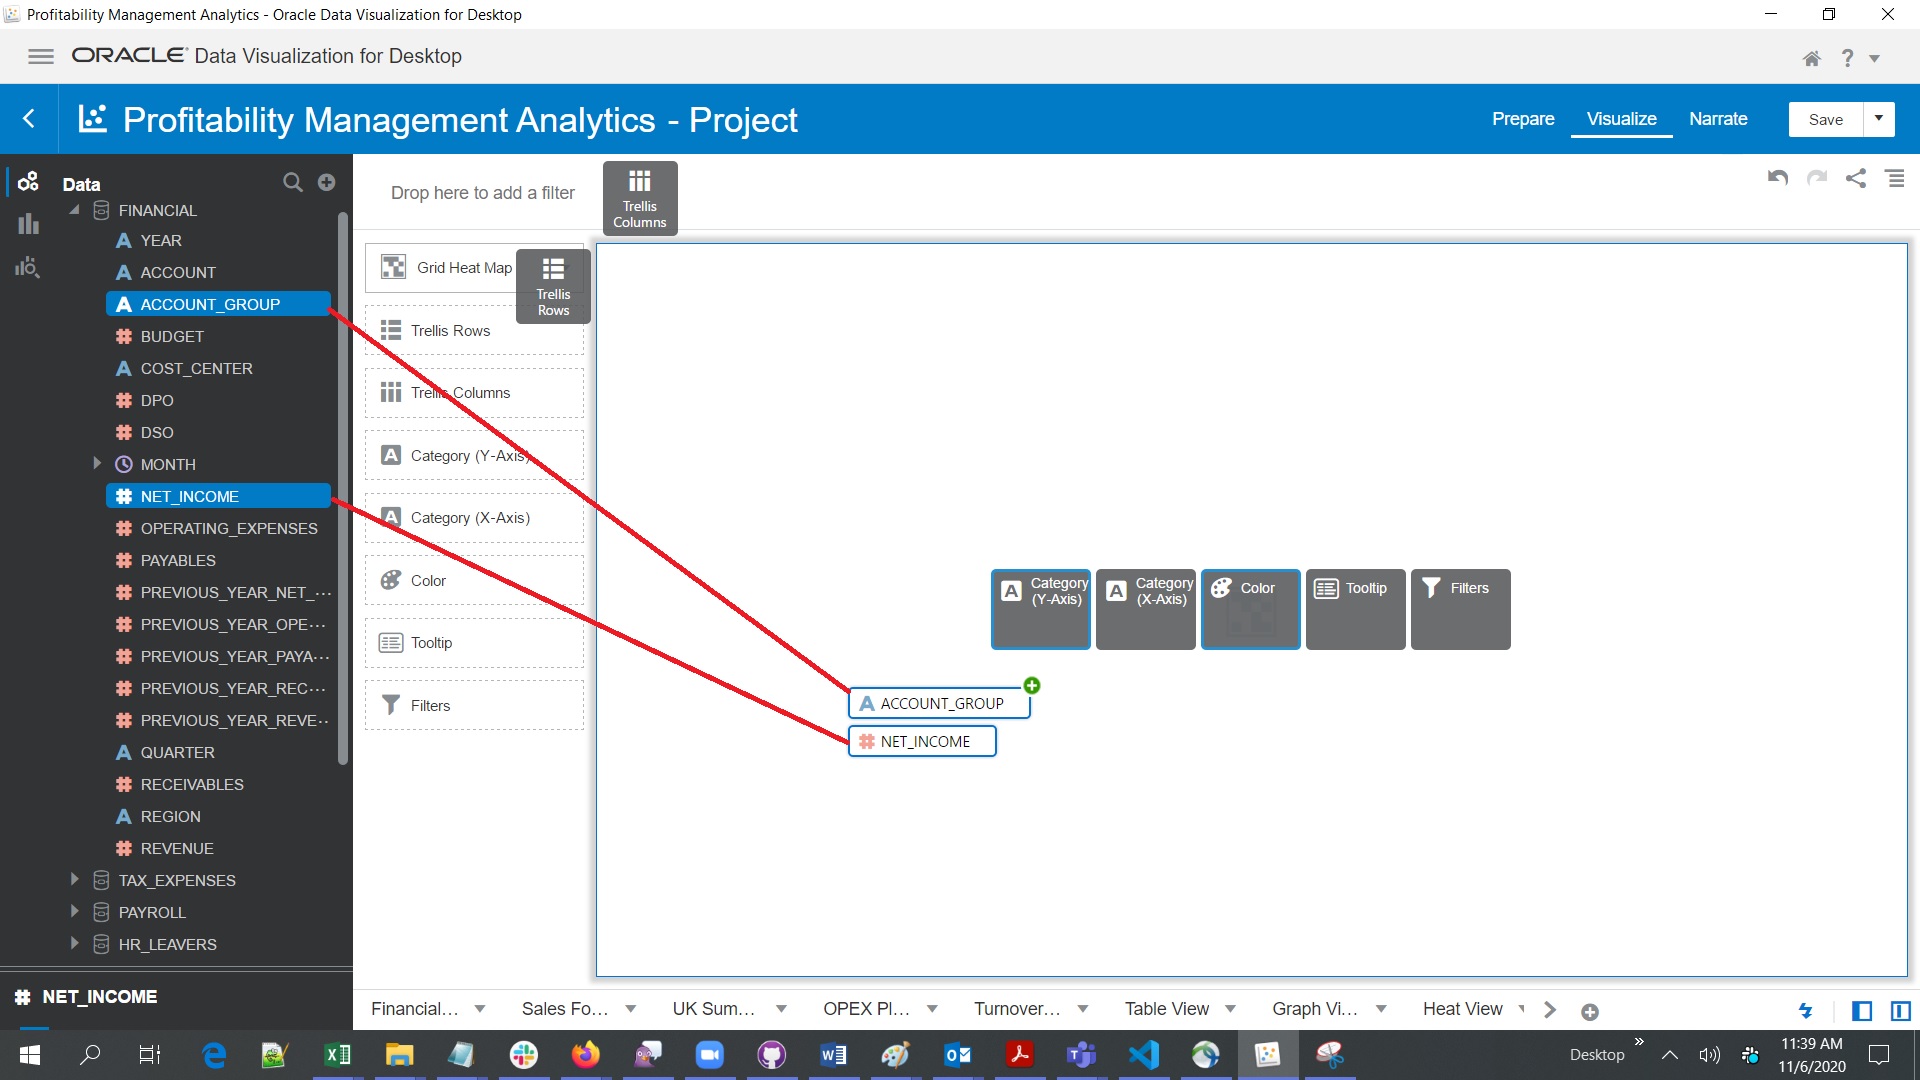 Profitability Management Analytics - Oracle Data Visualization for Desktop
ORACLE Data Visualization for Desktop
?
Profitability Management Analytics - Project
Prepare
Visualize
Narrate
Save
Data
FINANCIAL
YEAR
ACCOUNT
ACCOUNT_GROUP
BUDGET
COST_CENTER
DPO
DSO
MONTH
NET_INCOME
OPERATING_EXPENSES
PAYABLES
PREVIOUS_YEAR_NET_...
PREVIOUS_YEAR_OPE...
PREVIOUS_YEAR_PAYA...
PREVIOUS_YEAR_REC...
PREVIOUS_YEAR_REVE...
QUARTER
RECEIVABLES
REGION
REVENUE
TAX_EXPENSES
PAYROLL
HR_LEAVERS
NET_INCOME
Drop here to add a filter
Trellis
Columns
Grid Heat Map
Trellis
Rows
Trellis Rows
Trellis Columns
Category (Y-Axis)
Category (X-Axis)
Color
Tooltip
Filters
Category
(Y-Axis)
Category
(X-Axis)
Color
Tooltip
Filters
ACCOUNT_GROUP
NET_INCOME
Financial...
Sales Fo...
UK Sum...
OPEX Pl...
Turnover...
Table View
Graph Vi...
Heat View
Desktop
11:39 AM
11/6/2020